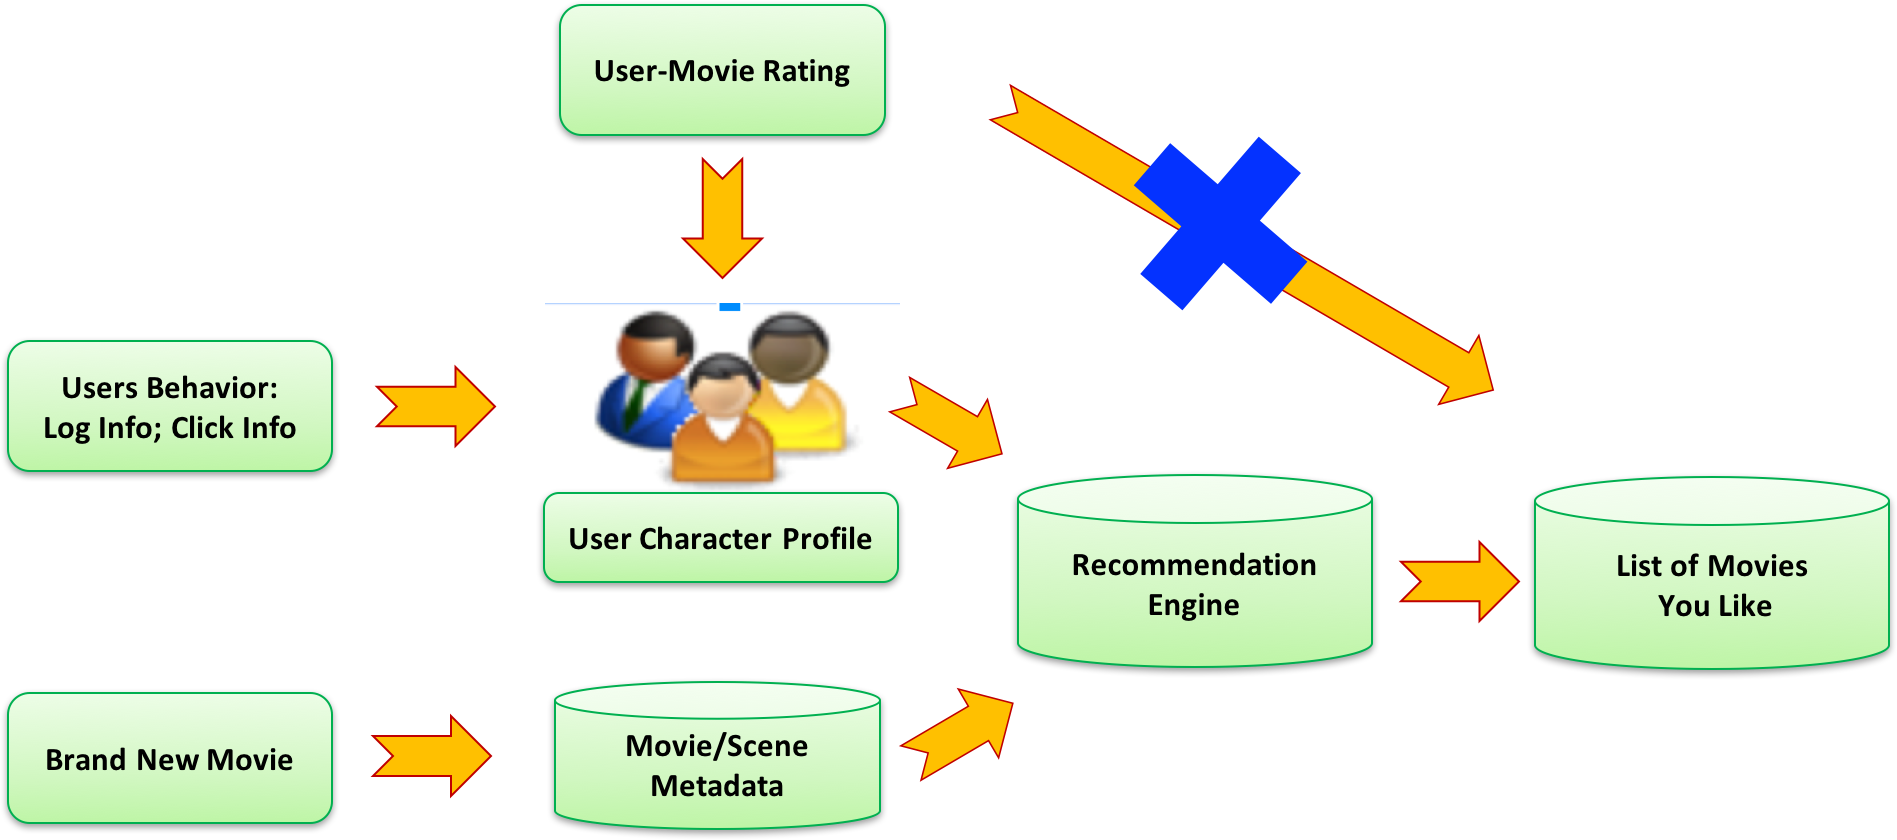 User-Movie Rating
Users Behavior:
Log Info; Click Info
User Character Profile
Recommendation
Engine
List of Movies
You Like
Brand New Movie
Movie/Scene
Metadata